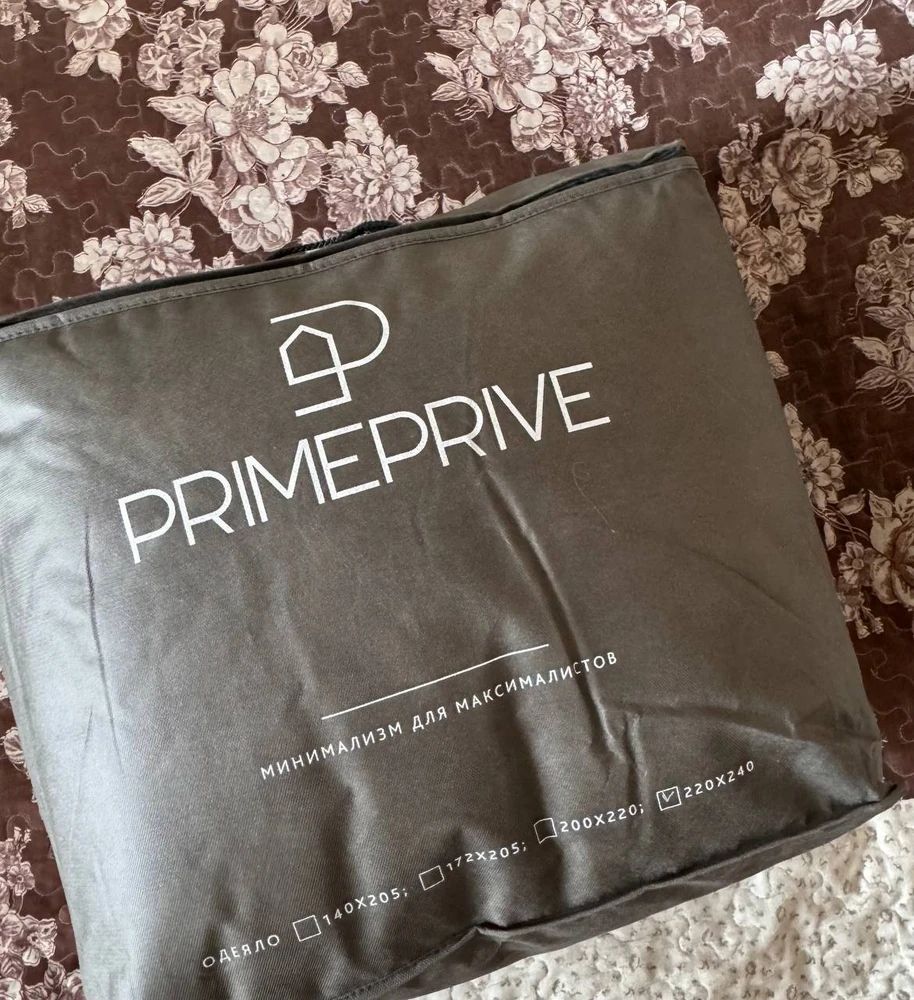 PRIMEPRIVE
МИНИМАЛИЗМ ДЛЯ МАКСИМАЛИСТОВ
ОДЕЯЛО 140X205; 172X205; 200X220; 220X240